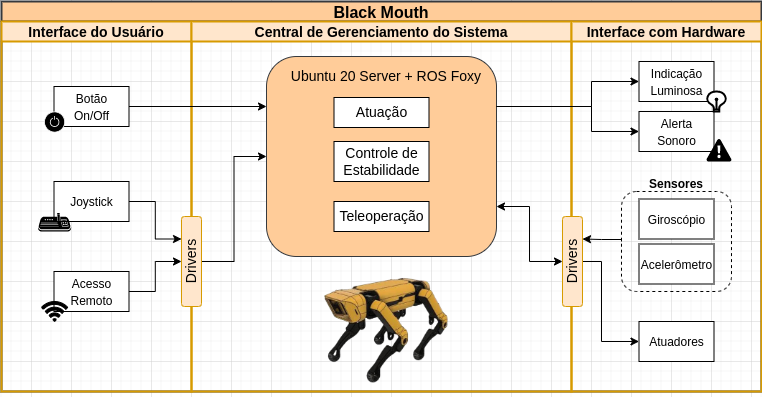 Black Mouth
Interface do Usuário
Central de Gerenciamento do Sistema
Interface com Hardware
Botão
On/Off
Joystick
Acesso
Remoto
Drivers
Ubuntu 20 Server + ROS Foxy
Atuação
Controle de
Estabilidade
Teleoperação
Drivers
Indicação
Luminosa
Alerta
Sonoro
Sensores
Giroscópio
Acelerômetro
Atuadores